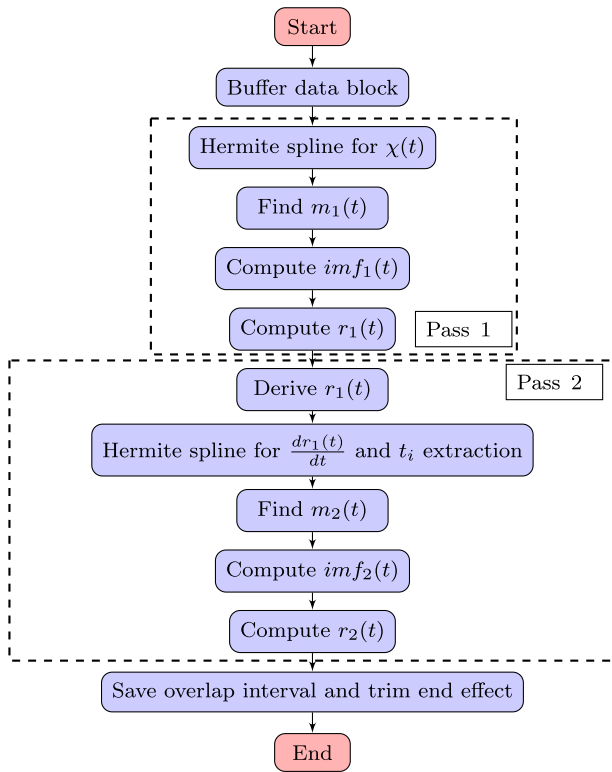 Start
Buffer data block
Hermite spline for χ(t)
Find m₁(t)
Compute imf₁(t)
Compute r₁(t)
Pass 1
Pass 2
Derive r₁(t)
Hermite spline for dr₁(t)/dt and tᵢ extraction
Find m₂(t)
Compute imf₂(t)
Compute r₂(t)
Save overlap interval and trim end effect
End